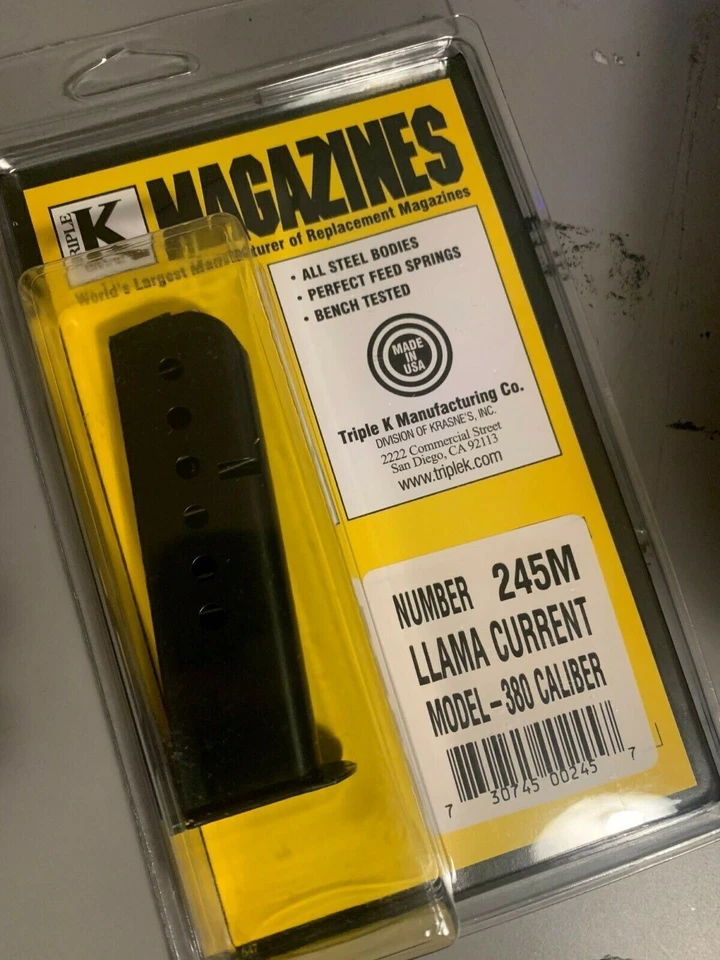 TRIPLE K
MAGAZINES
World's Largest Manufacturer of Replacement Magazines
• ALL STEEL BODIES
• PERFECT FEED SPRINGS
• BENCH TESTED
MADE
IN
USA
Triple K Manufacturing Co.
DIVISION OF KRASNE'S, INC.
2222 Commercial Street
San Diego, CA 92113
www.triplek.com
NUMBER 245M
LLAMA CURRENT
MODEL-380 CALIBER
7 30745 00245 7